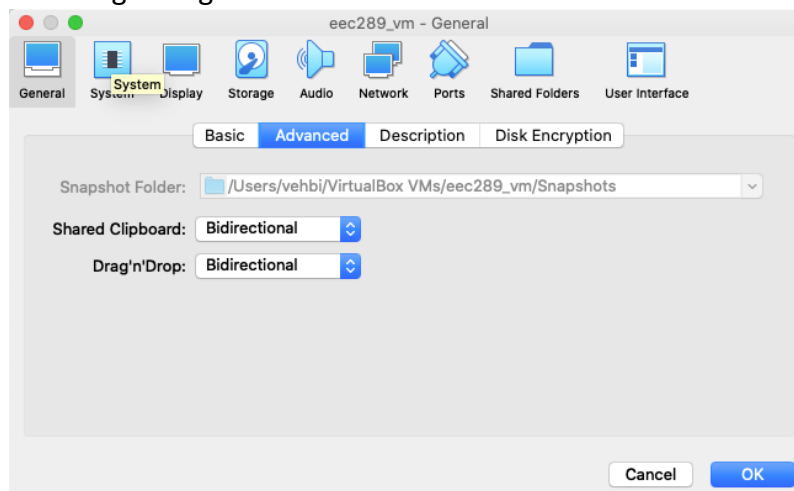 eec289_vm - General
General System Display Storage Audio Network Ports Shared Folders User Interface
System
Basic Advanced Description Disk Encryption
Snapshot Folder: /Users/vehbi/VirtualBox VMs/eec289_vm/Snapshots
Shared Clipboard: Bidirectional
Drag'n'Drop: Bidirectional
Cancel OK